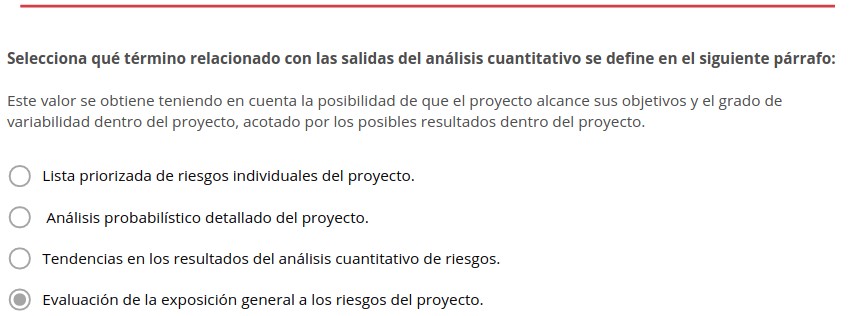 Selecciona qué término relacionado con las salidas del análisis cuantitativo se define en el siguiente párrafo:
Este valor se obtiene teniendo en cuenta la posibilidad de que el proyecto alcance sus objetivos y el grado de
variabilidad dentro del proyecto, acotado por los posibles resultados dentro del proyecto.
Lista priorizada de riesgos individuales del proyecto.
Análisis probabilístico detallado del proyecto.
Tendencias en los resultados del análisis cuantitativo de riesgos.
Evaluación de la exposición general a los riesgos del proyecto.